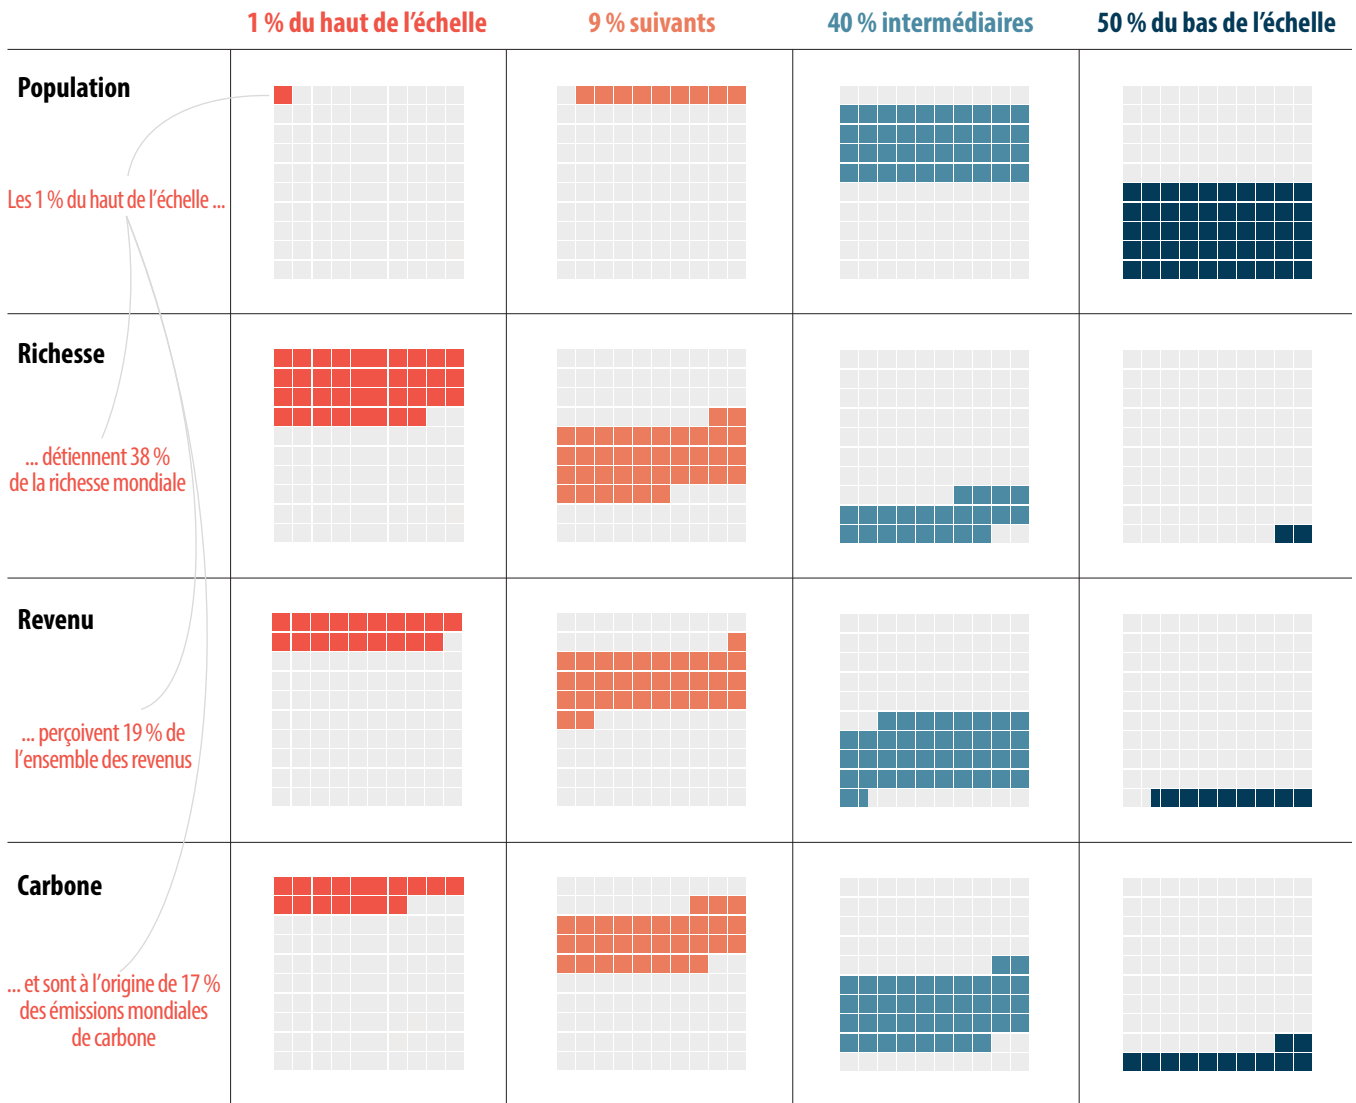 1 % du haut de l’échelle
9 % suivants
40 % intermédiaires
50 % du bas de l’échelle
Population
Les 1 % du haut de l’échelle ...
Richesse
... détiennent 38 %
de la richesse mondiale
Revenu
... perçoivent 19 % de
l’ensemble des revenus
Carbone
... et sont à l’origine de 17 %
des émissions mondiales
de carbone